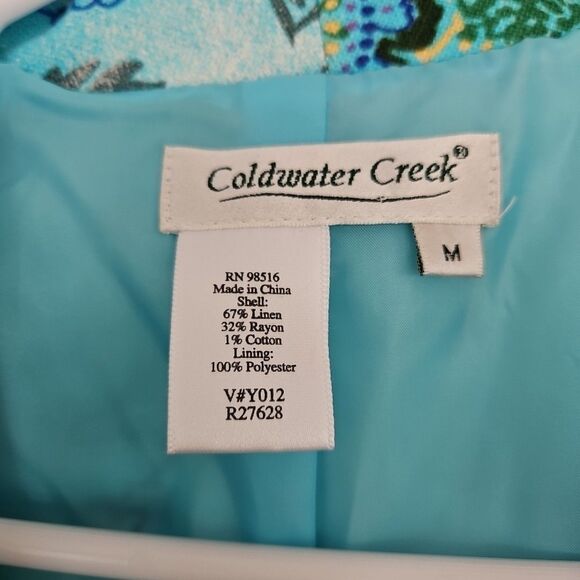 Coldwater Creek®
M
RN 98516
Made in China
Shell:
67% Linen
32% Rayon
1% Cotton
Lining:
100% Polyester
V#Y012
R27628